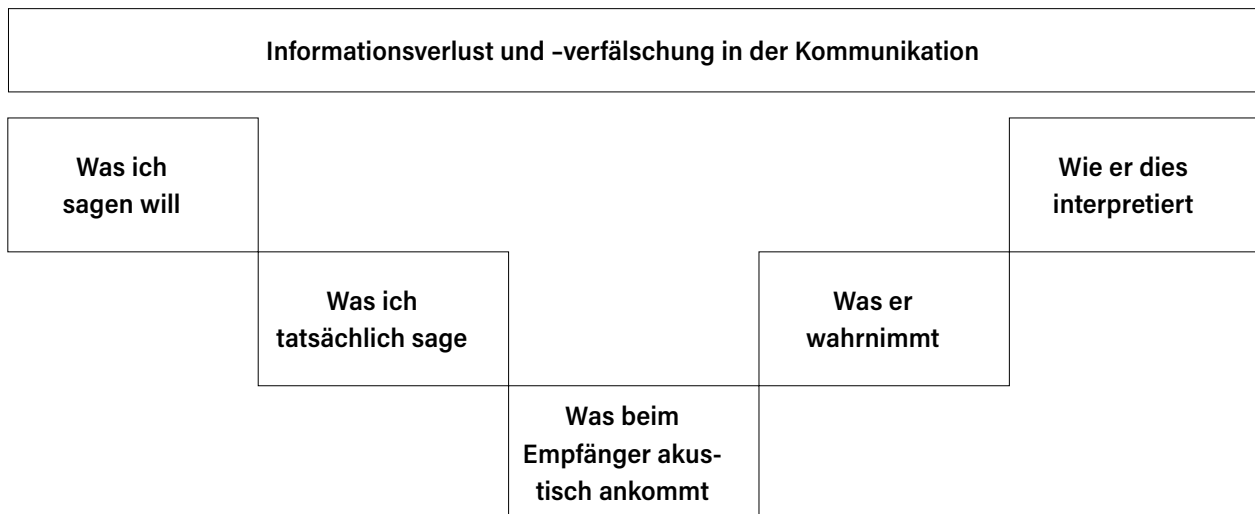 Informationsverlust und –verfälschung in der Kommunikation
Was ich
sagen will
Was ich
tatsächlich sage
Was beim
Empfänger akus-
tisch ankommt
Was er
wahrnimmt
Wie er dies
interpretiert